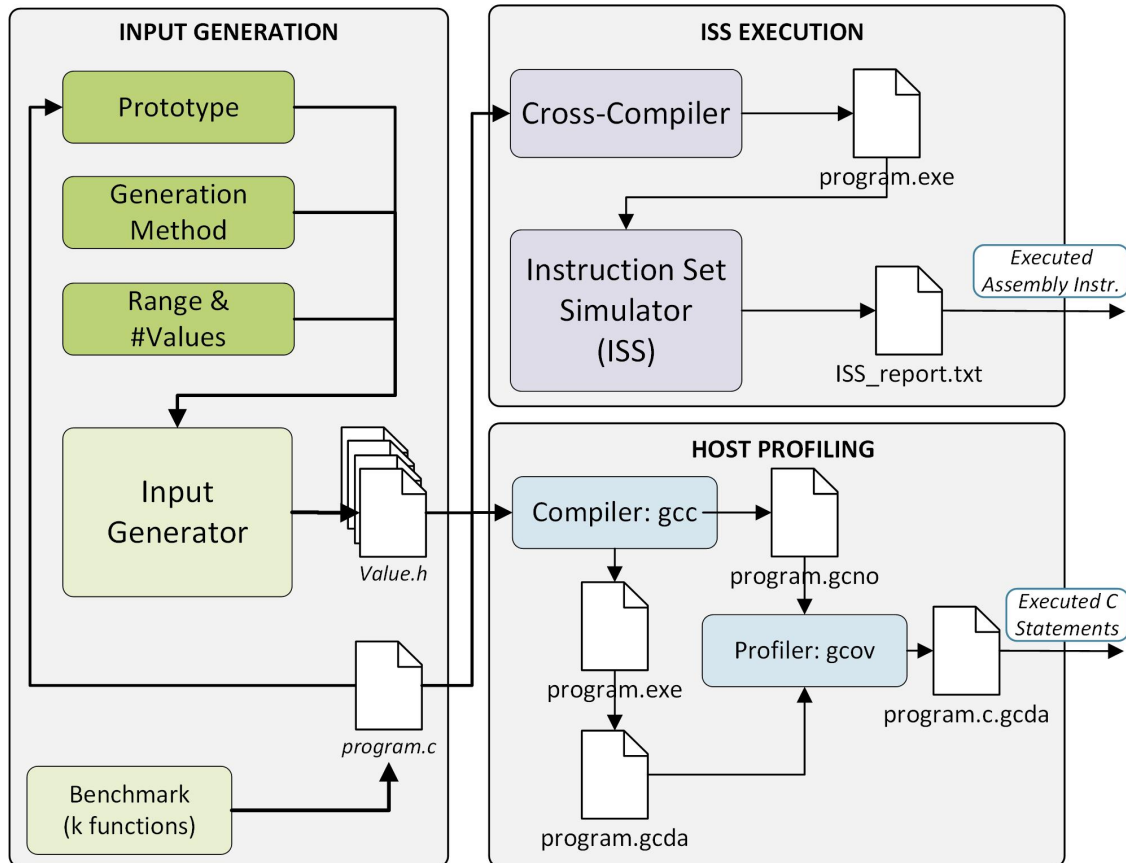 INPUT GENERATION
Prototype
Generation
Method
Range &
#Values
Input
Generator
Value.h
program.c
Benchmark
(k functions)
ISS EXECUTION
Cross-Compiler
program.exe
Instruction Set
Simulator
(ISS)
ISS_report.txt
Executed
Assembly Instr.
HOST PROFILING
Compiler: gcc
program.gcno
program.exe
Profiler: gcov
program.gcda
program.c.gcda
Executed C
Statements